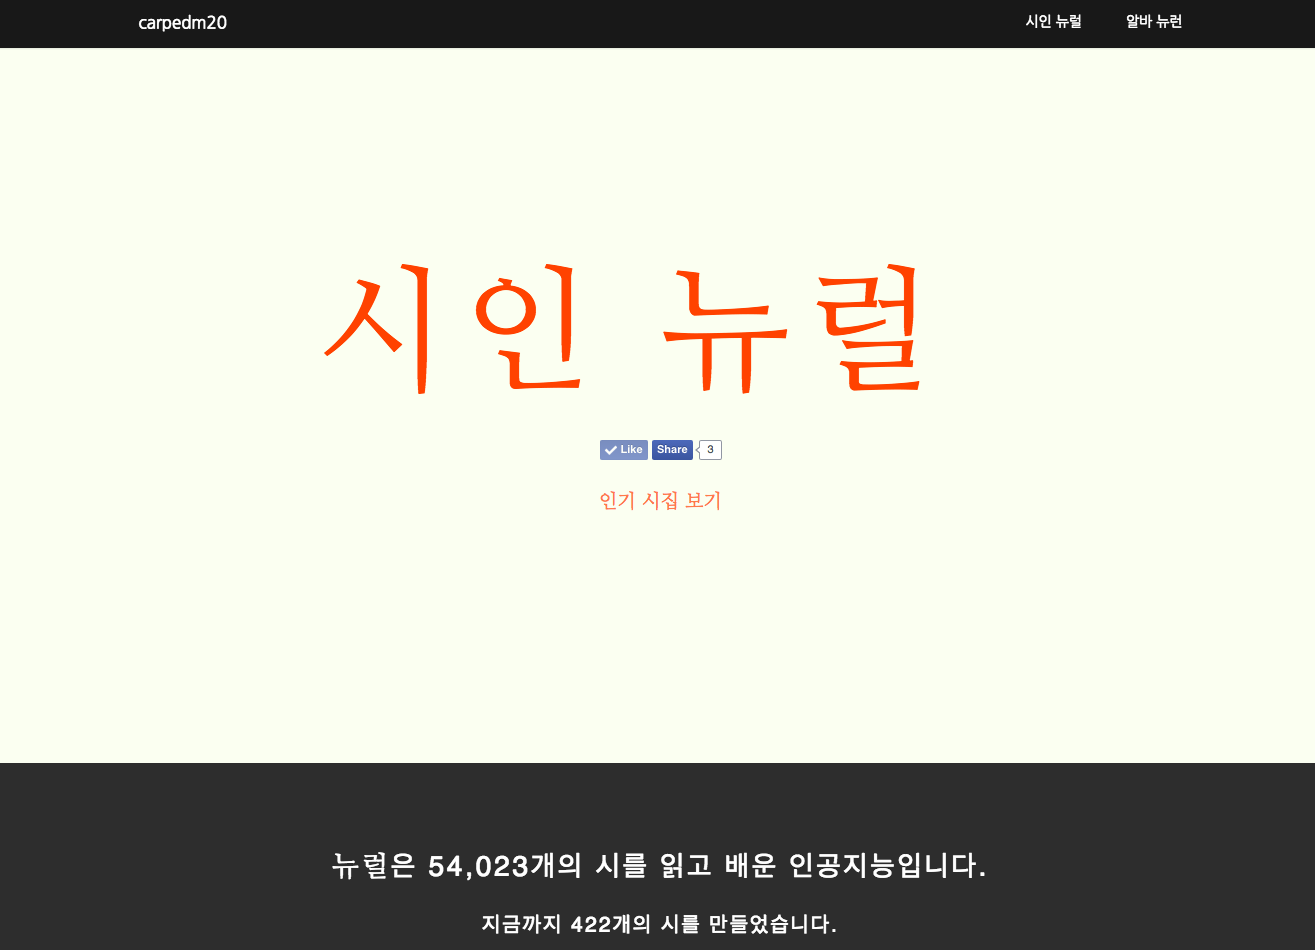 carpedm20 시인 뉴럴 알바 뉴런
시인 뉴럴
Like Share 3
인기 시집 보기
뉴럴은 54,023개의 시를 읽고 배운 인공지능입니다.
지금까지 422개의 시를 만들었습니다.